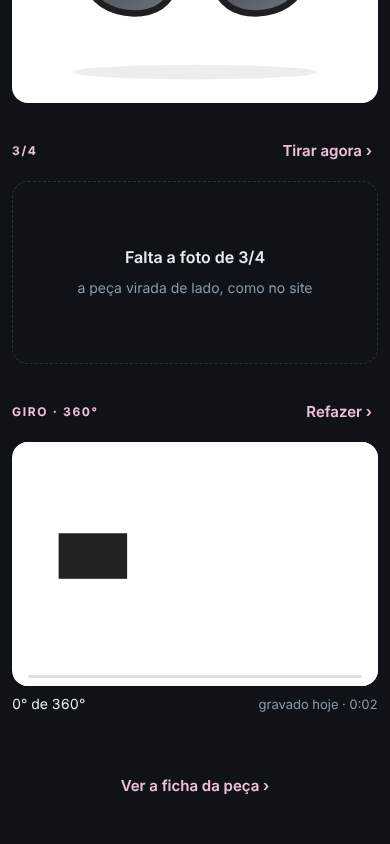 3/4
Tirar agora ›
Falta a foto de 3/4
a peça virada de lado, como no site
GIRO · 360°
Refazer ›
0° de 360°
gravado hoje · 0:02
Ver a ficha da peça ›